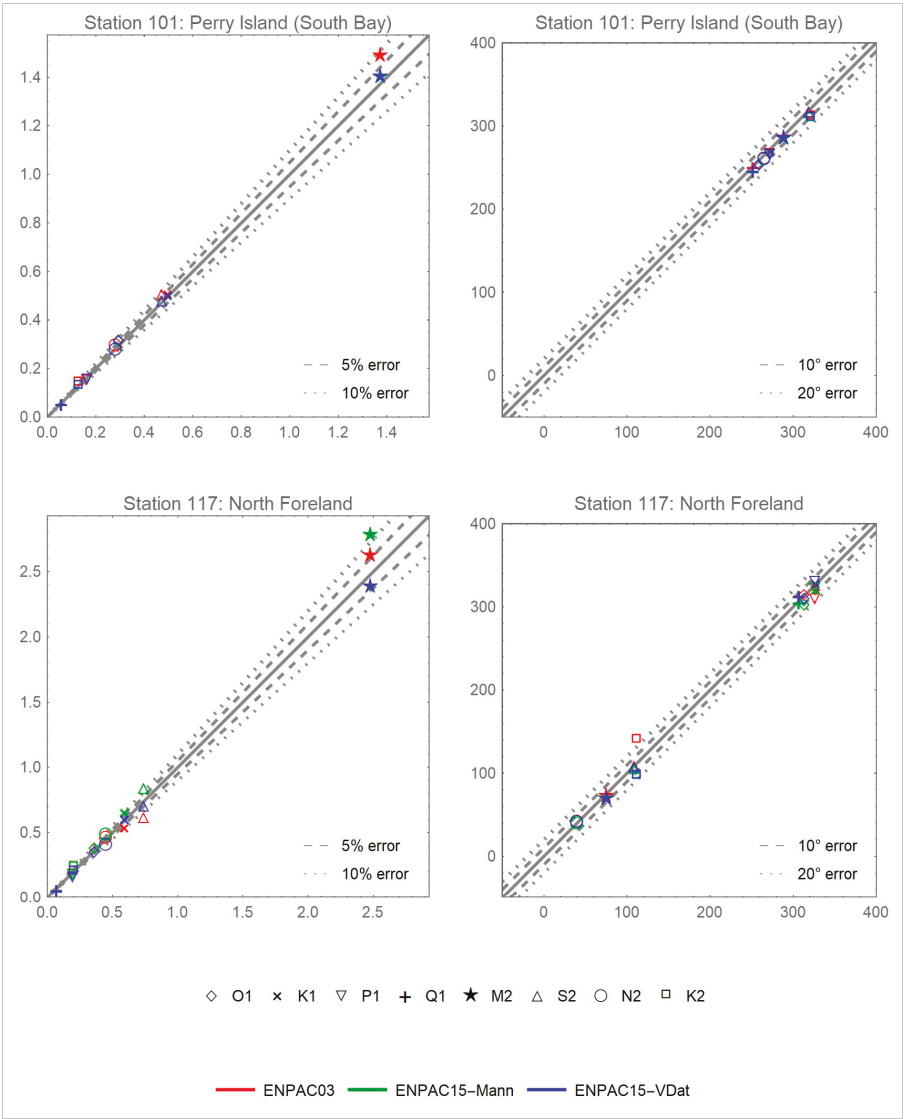 Station 101: Perry Island (South Bay)
1.4
1.2
1.0
0.8
0.6
0.4
0.2
0.0
0.0 0.2 0.4 0.6 0.8 1.0 1.2 1.4
5% error
10% error
Station 101: Perry Island (South Bay)
400
300
200
100
0
0 100 200 300 400
10° error
20° error
Station 117: North Foreland
2.5
2.0
1.5
1.0
0.5
0.0
0.0 0.5 1.0 1.5 2.0 2.5
5% error
10% error
Station 117: North Foreland
400
300
200
100
0
0 100 200 300 400
10° error
20° error
O1 K1 P1 Q1 M2 S2 N2 K2
ENPAC03 ENPAC15−Mann ENPAC15−VDat